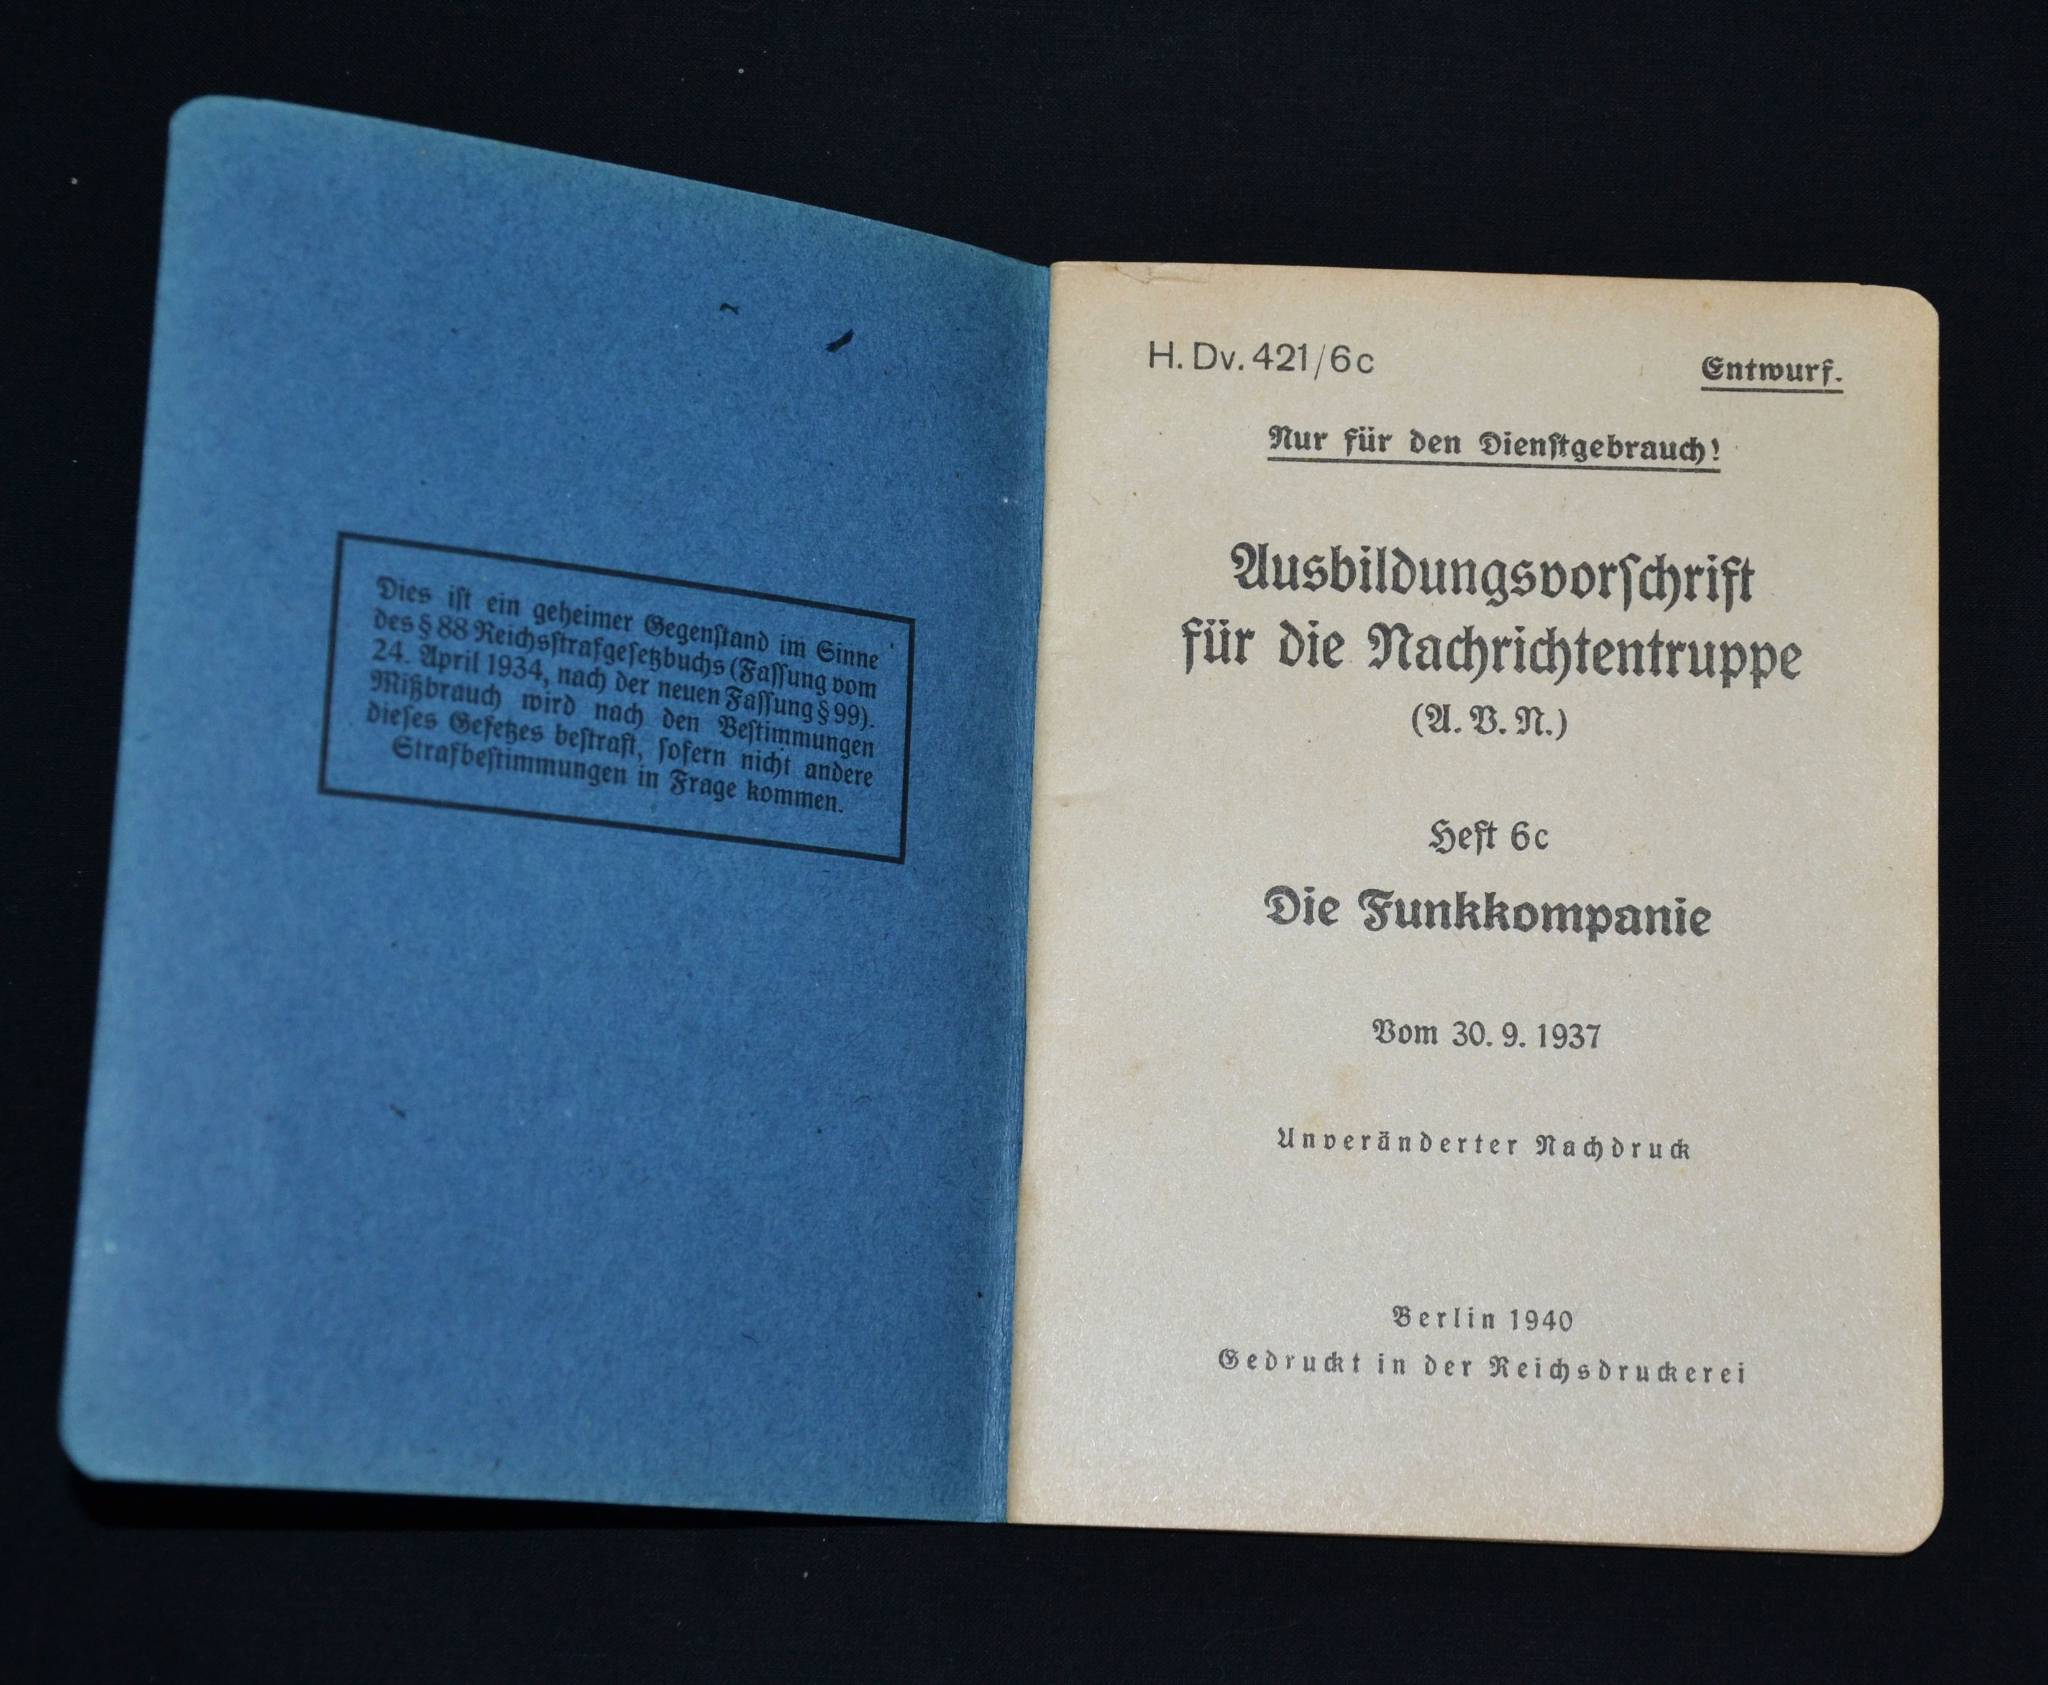 Dies ist ein geheimer Gegenstand im Sinne
des § 88 Reichsstrafgesetzbuchs (Fassung vom
24. April 1934, nach der neuen Fassung § 99).
Mißbrauch wird nach den Bestimmungen
dieses Gesetzes bestraft, sofern nicht andere
Strafbestimmungen in Frage kommen.
H. Dv. 421/6c
Entwurf.
Nur für den Dienstgebrauch!
Ausbildungsvorschrift
für die Nachrichtentruppe
(A. V. N.)
Heft 6c
Die Funkkompanie
Vom 30. 9. 1937
Unveränderter Nachdruck
Berlin 1940
Gedruckt in der Reichsdruckerei